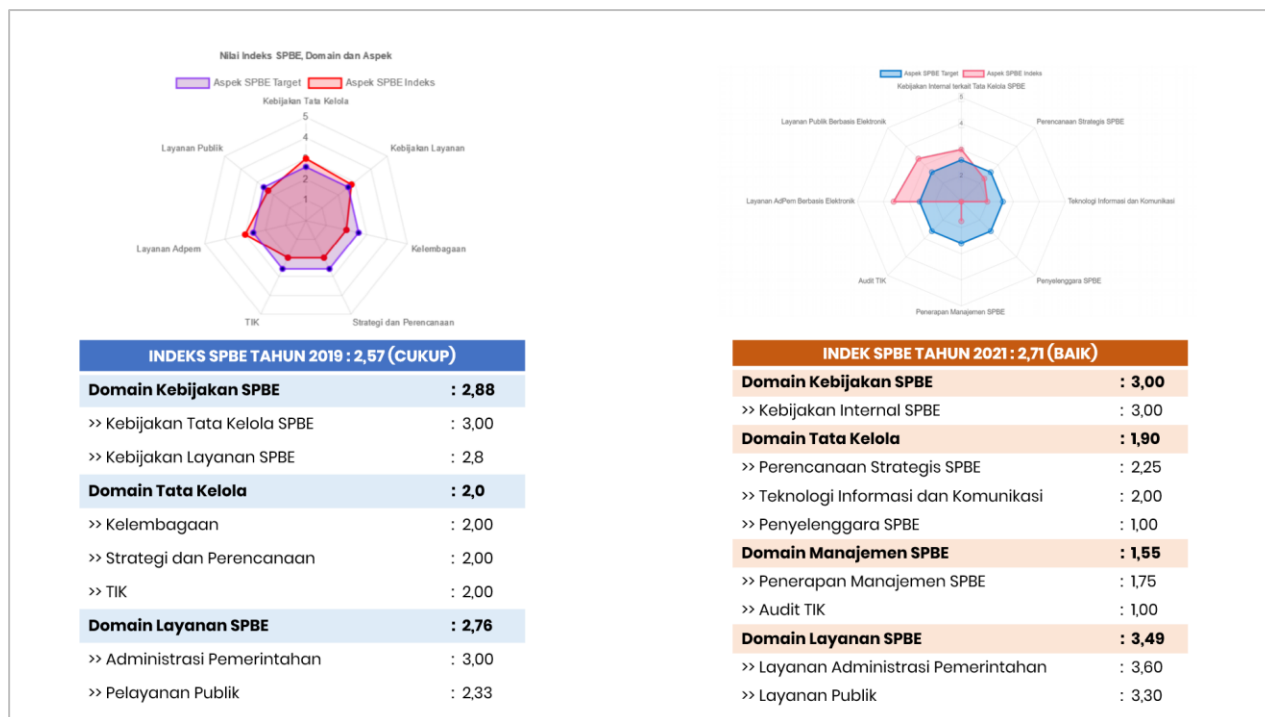 Nilai Indeks SPBE, Domain dan Aspek
Aspek SPBE Target
Aspek SPBE Indeks
Kebijakan Tata Kelola
5
4
2
1
Layanan Publik
Kebijakan Layanan
Layanan Adpem
Kelembagaan
TIK
Strategi dan Perencanaan
INDEKS SPBE TAHUN 2019 : 2,57 (CUKUP)
Domain Kebijakan SPBE : 2,88
>> Kebijakan Tata Kelola SPBE : 3,00
>> Kebijakan Layanan SPBE : 2,8
Domain Tata Kelola : 2,0
>> Kelembagaan : 2,00
>> Strategi dan Perencanaan : 2,00
>> TIK : 2,00
Domain Layanan SPBE : 2,76
>> Administrasi Pemerintahan : 3,00
>> Pelayanan Publik : 2,33
Aspek SPBE Target
Aspek SPBE Indeks
Kebijakan Internal terkait Tata Kelola SPBE
4
2
Layanan Publik Berbasis Elektronik
Perencanaan Strategis SPBE
Layanan AdPem Berbasis Elektronik
Teknologi Informasi dan Komunikasi
Audit TIK
Penyelenggara SPBE
Penerapan Manajemen SPBE
INDEK SPBE TAHUN 2021 : 2,71 (BAIK)
Domain Kebijakan SPBE : 3,00
>> Kebijakan Internal SPBE : 3,00
Domain Tata Kelola : 1,90
>> Perencanaan Strategis SPBE : 2,25
>> Teknologi Informasi dan Komunikasi : 2,00
>> Penyelenggara SPBE : 1,00
Domain Manajemen SPBE : 1,55
>> Penerapan Manajemen SPBE : 1,75
>> Audit TIK : 1,00
Domain Layanan SPBE : 3,49
>> Layanan Administrasi Pemerintahan : 3,60
>> Layanan Publik : 3,30